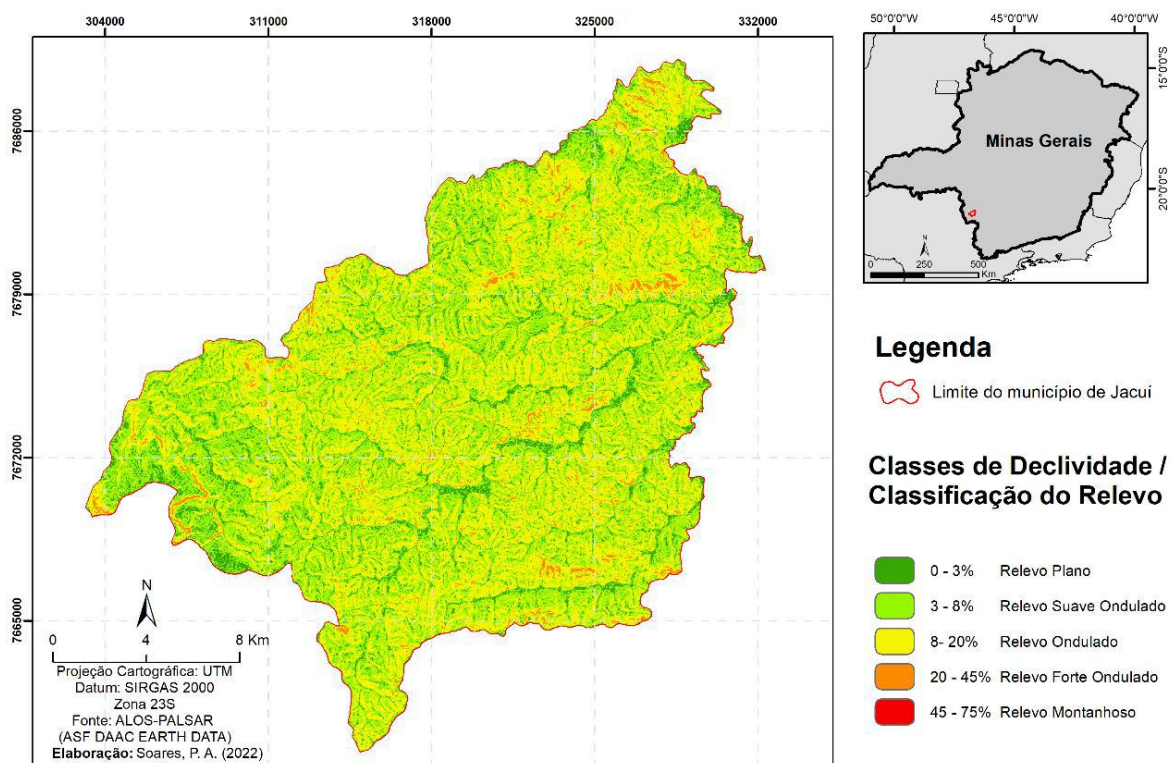 304000
311000
318000
325000
332000
7686000
7679000
7672000
7665000
N
0 4 8 Km
Projeção Cartográfica: UTM
Datum: SIRGAS 2000
Zona 23S
Fonte: ALOS-PALSAR
(ASF DAAC EARTH DATA)
Elaboração: Soares, P. A. (2022)
50°0'0"W
45°0'0"W
40°0'0"W
15°0'0"S
20°0'0"S
Minas Gerais
N
0 250 500
Km
Legenda
Limite do município de Jacuí
Classes de Declividade /
Classificação do Relevo
0 - 3% Relevo Plano
3 - 8% Relevo Suave Ondulado
8- 20% Relevo Ondulado
20 - 45% Relevo Forte Ondulado
45 - 75% Relevo Montanhoso